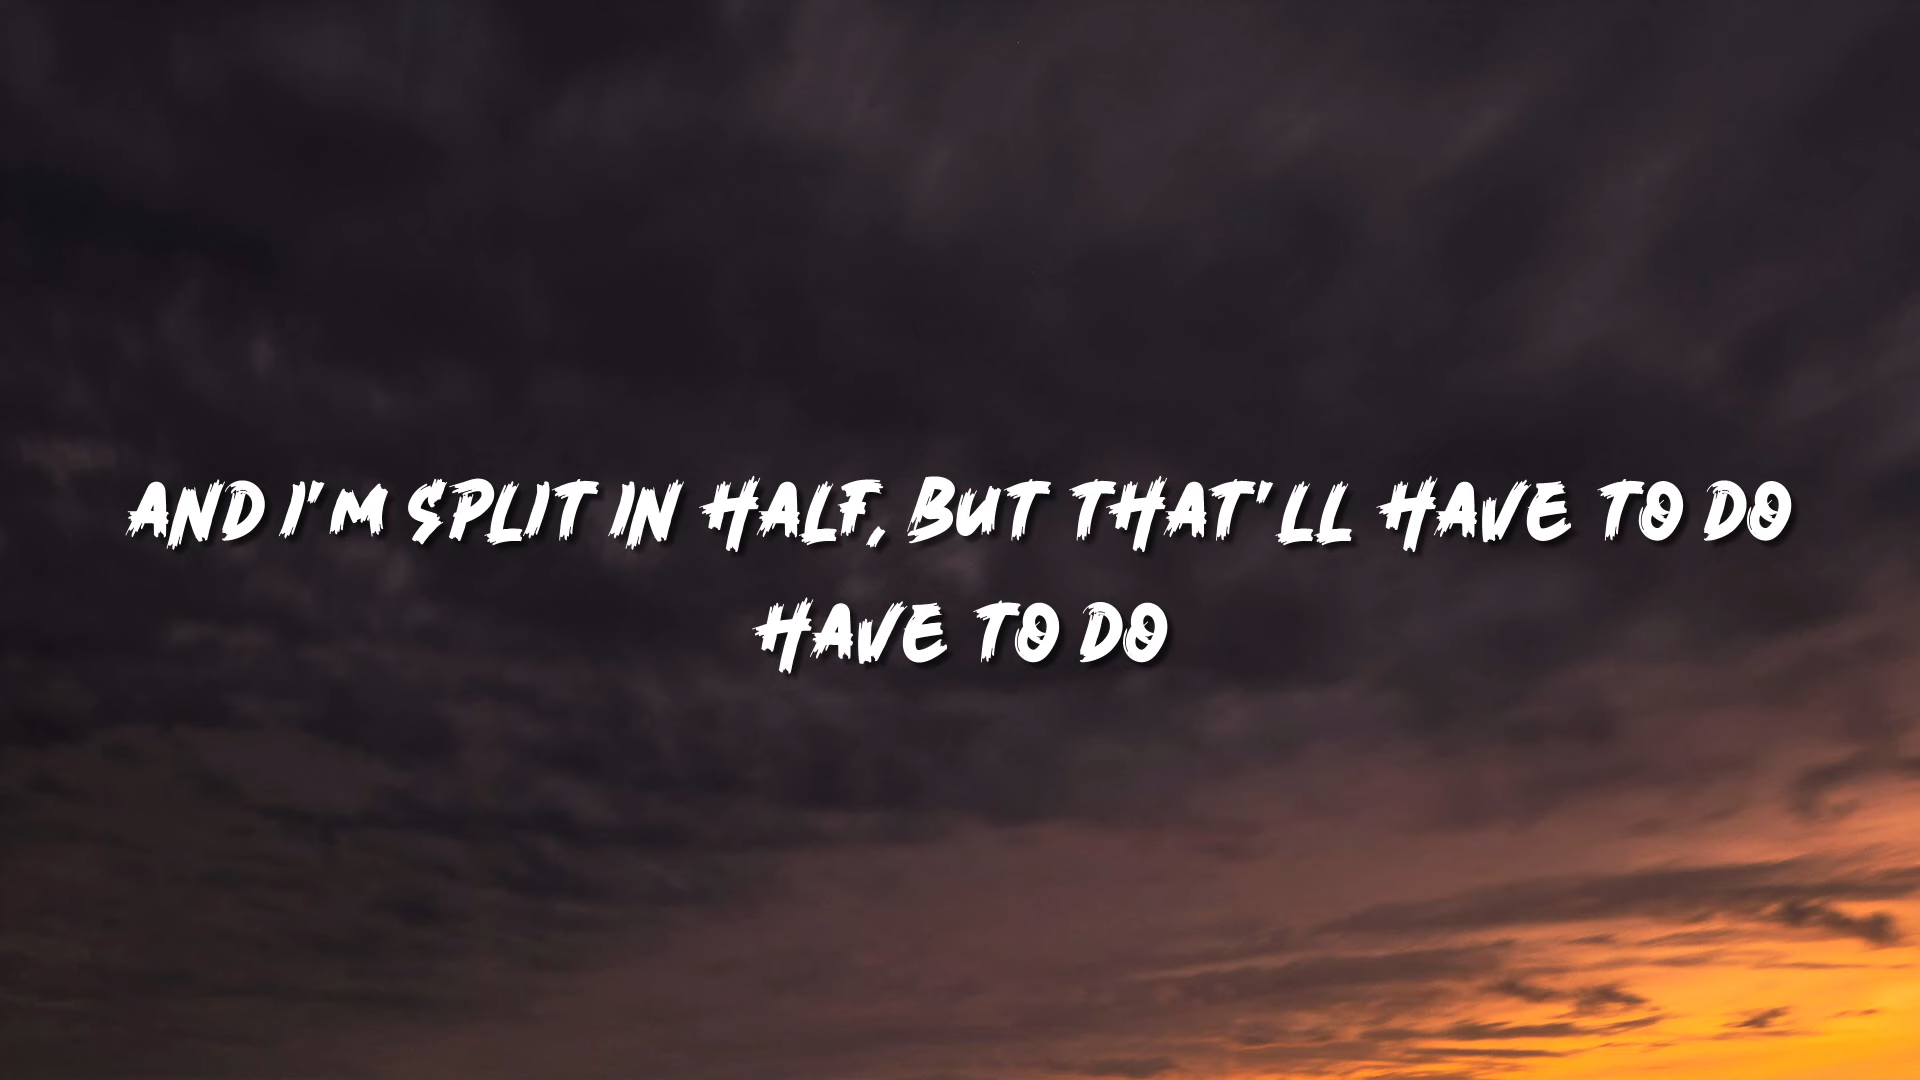 AND I'M SPLIT IN HALF, BUT THAT'LL HAVE TO DO
HAVE TO DO